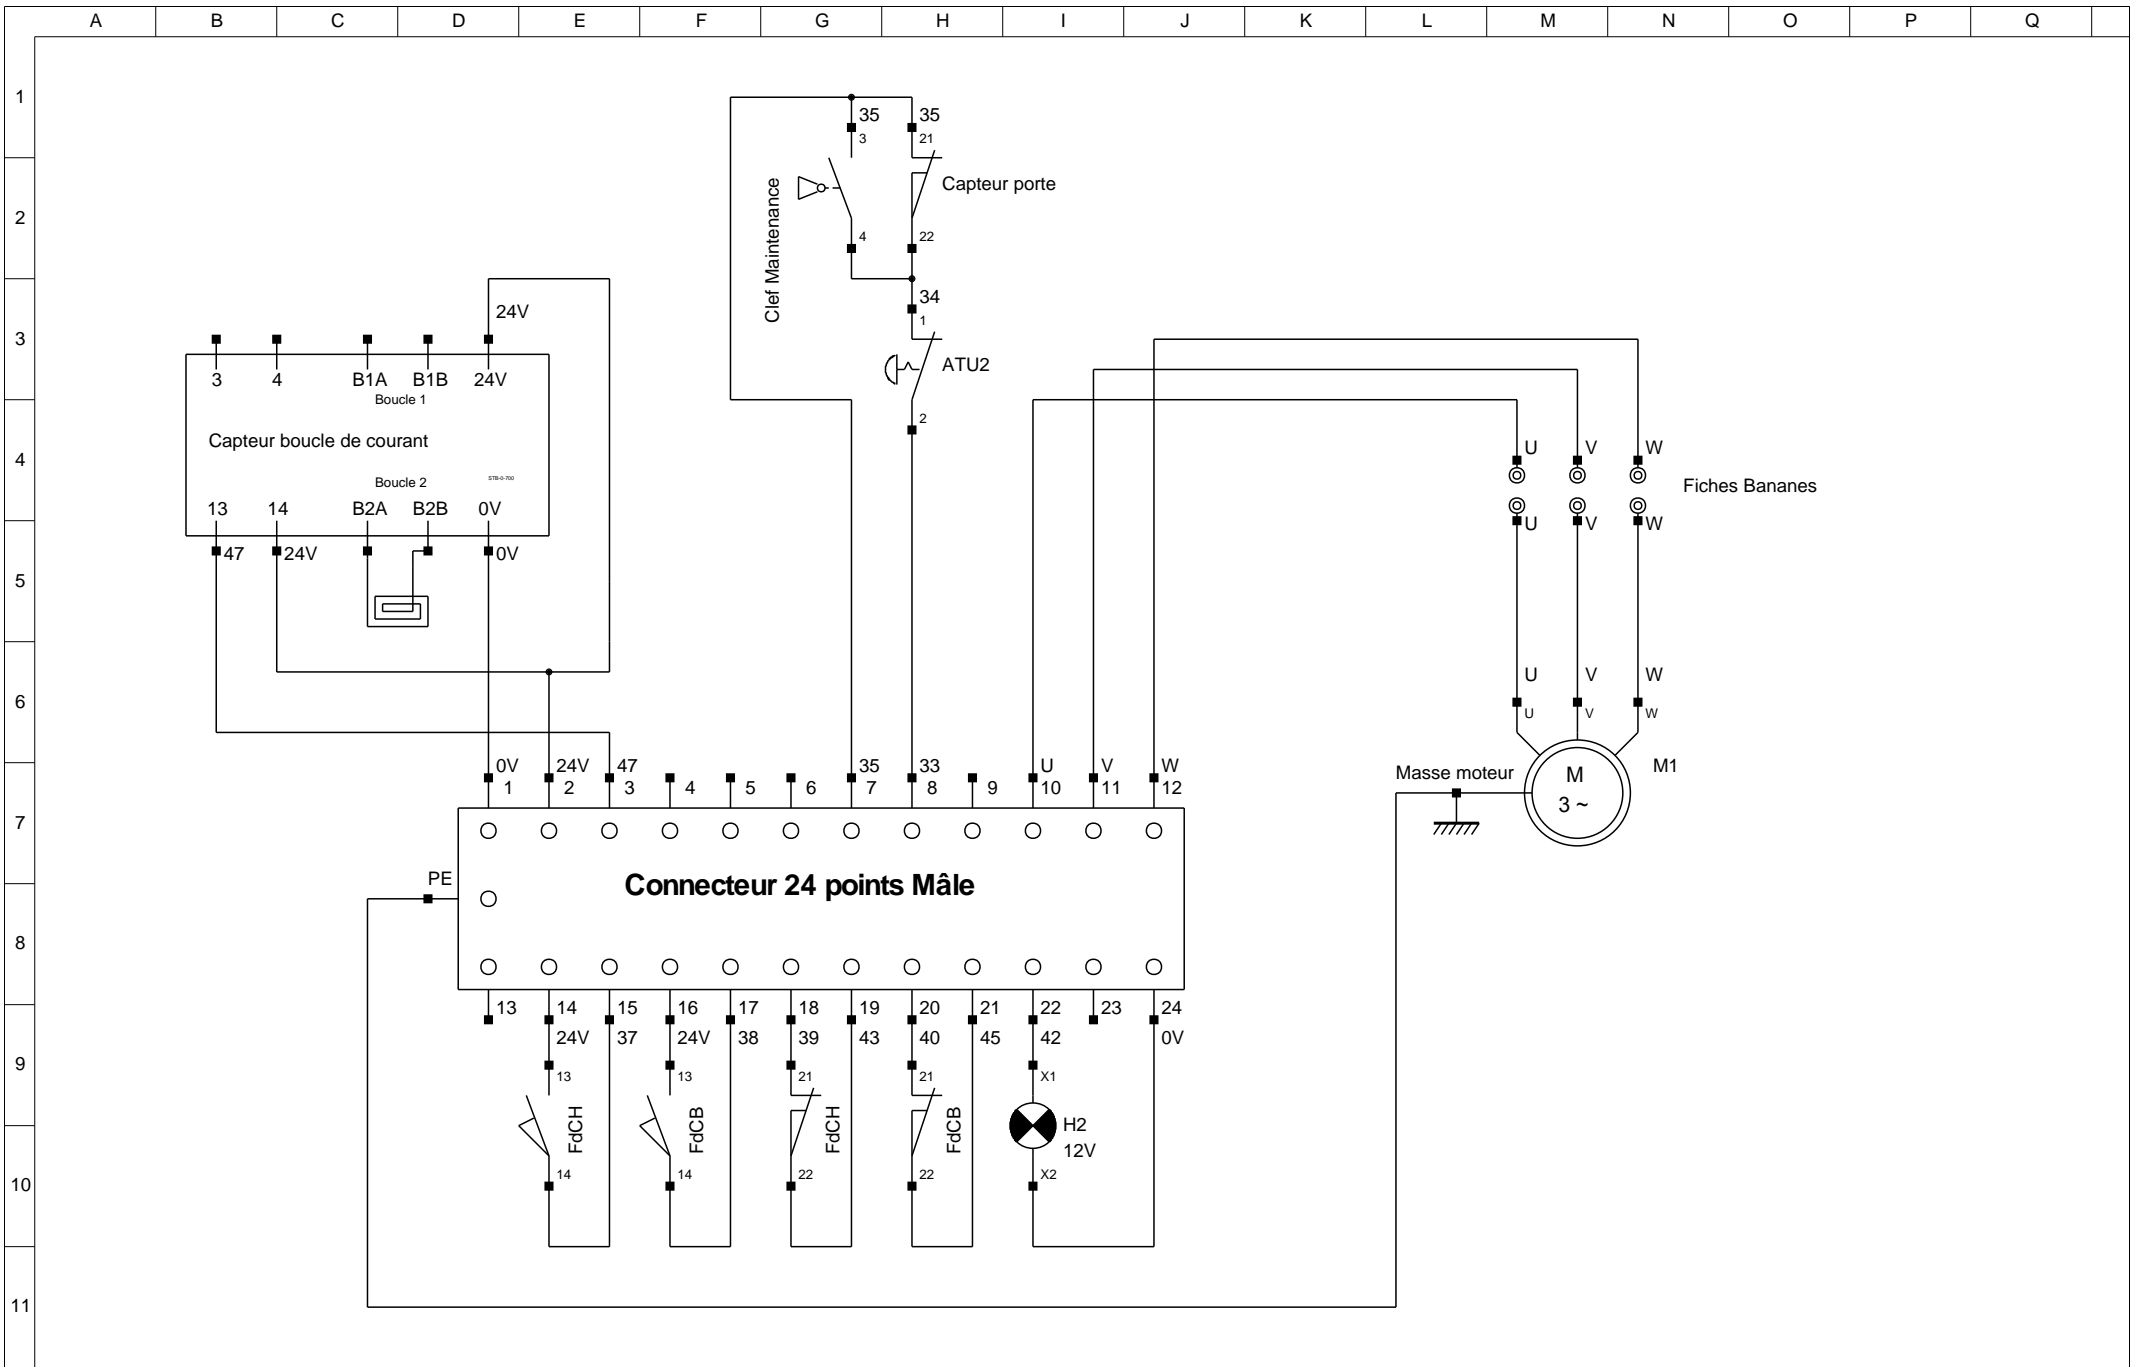 A B C D E F G H I J K L M N O P Q
1
35 35
3 21
Clef Maintenance
Capteur porte
2
4 22
34
1
ATU2
2
24V
3
3 4 B1A B1B 24V
Boucle 1
Capteur boucle de courant
4
Boucle 2
STB-0-700
13 14 B2A B2B 0V
47 24V 0V
U V W
Fiches Bananes
U V W
5
6
U V W
U V W
M1
M
3 ~
Masse moteur
0V 24V 47 35 33 U V W
1 2 3 4 5 6 7 8 9 10 11 12
7
PE
Connecteur 24 points Mâle
8
13 14 15 16 17 18 19 20 21 22 23 24
24V 37 24V 38 39 43 40 45 42 0V
9
13 13 21 21 X1
FdCH FdCB FdCH FdCB
H2
12V
14 14 22 22 X2
10
11